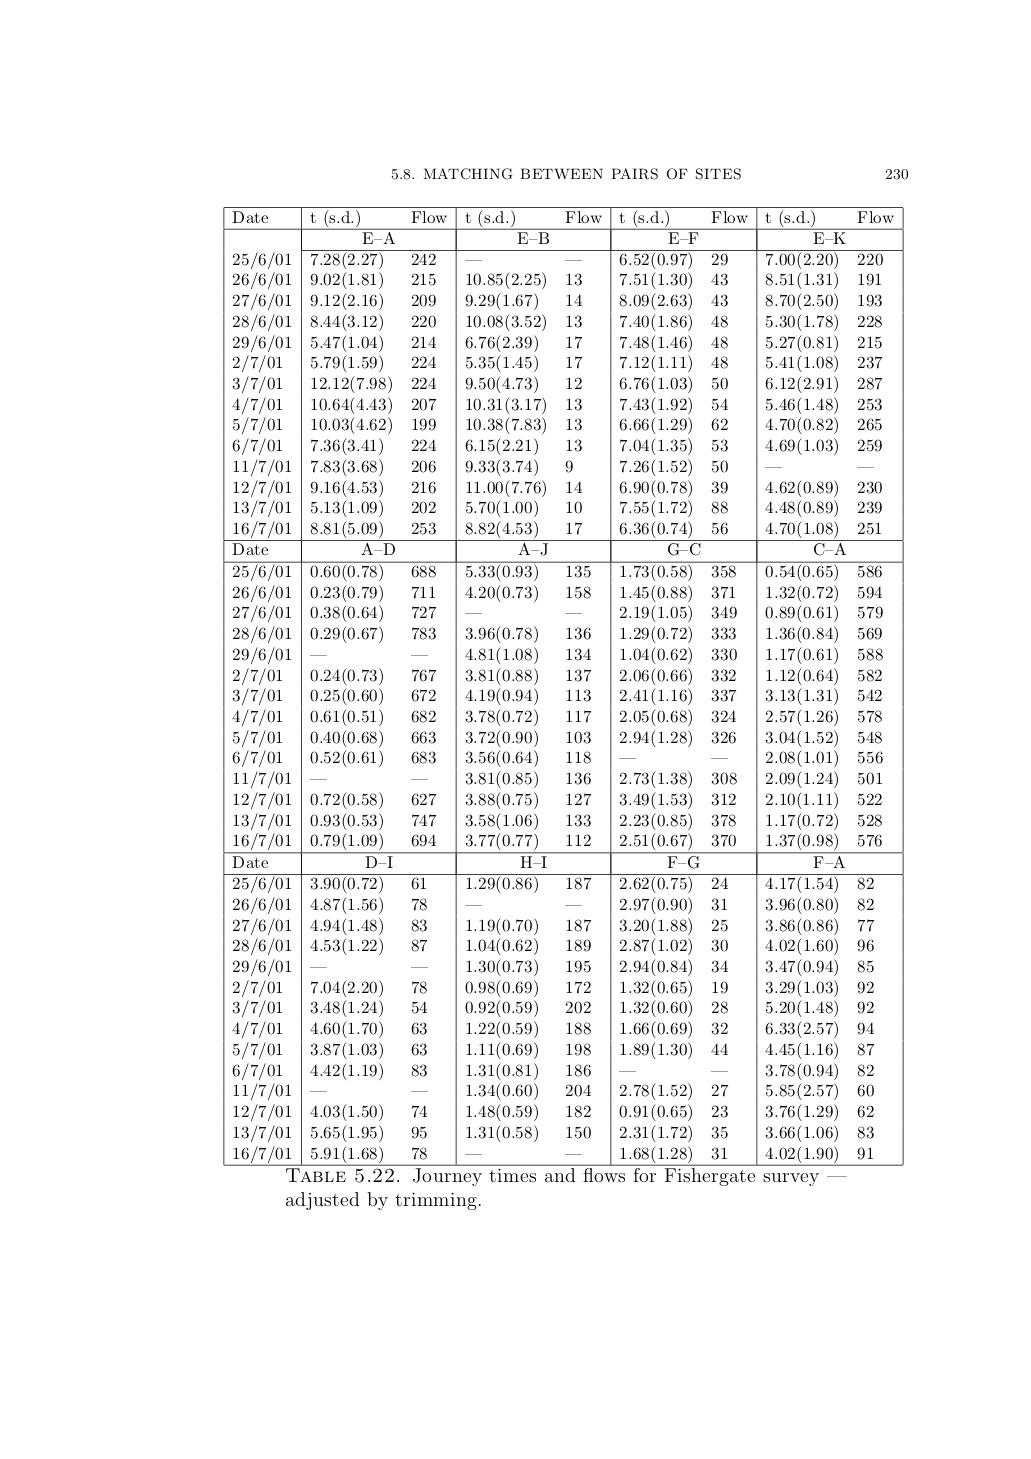 5.8. MATCHING BETWEEN PAIRS OF SITES 230
Date t (s.d.) Flow t (s.d.) Flow t (s.d.) Flow t (s.d.) Flow
E–A E–B E–F E–K
25/6/01 7.28(2.27) 242 — — 6.52(0.97) 29 7.00(2.20) 220
26/6/01 9.02(1.81) 215 10.85(2.25) 13 7.51(1.30) 43 8.51(1.31) 191
27/6/01 9.12(2.16) 209 9.29(1.67) 14 8.09(2.63) 43 8.70(2.50) 193
28/6/01 8.44(3.12) 220 10.08(3.52) 13 7.40(1.86) 48 5.30(1.78) 228
29/6/01 5.47(1.04) 214 6.76(2.39) 17 7.48(1.46) 48 5.27(0.81) 215
2/7/01 5.79(1.59) 224 5.35(1.45) 17 7.12(1.11) 48 5.41(1.08) 237
3/7/01 12.12(7.98) 224 9.50(4.73) 12 6.76(1.03) 50 6.12(2.91) 287
4/7/01 10.64(4.43) 207 10.31(3.17) 13 7.43(1.92) 54 5.46(1.48) 253
5/7/01 10.03(4.62) 199 10.38(7.83) 13 6.66(1.29) 62 4.70(0.82) 265
6/7/01 7.36(3.41) 224 6.15(2.21) 13 7.04(1.35) 53 4.69(1.03) 259
11/7/01 7.83(3.68) 206 9.33(3.74) 9 7.26(1.52) 50 — —
12/7/01 9.16(4.53) 216 11.00(7.76) 14 6.90(0.78) 39 4.62(0.89) 230
13/7/01 5.13(1.09) 202 5.70(1.00) 10 7.55(1.72) 88 4.48(0.89) 239
16/7/01 8.81(5.09) 253 8.82(4.53) 17 6.36(0.74) 56 4.70(1.08) 251
Date A–D A–J G–C C–A
25/6/01 0.60(0.78) 688 5.33(0.93) 135 1.73(0.58) 358 0.54(0.65) 586
26/6/01 0.23(0.79) 711 4.20(0.73) 158 1.45(0.88) 371 1.32(0.72) 594
27/6/01 0.38(0.64) 727 — — 2.19(1.05) 349 0.89(0.61) 579
28/6/01 0.29(0.67) 783 3.96(0.78) 136 1.29(0.72) 333 1.36(0.84) 569
29/6/01 — — 4.81(1.08) 134 1.04(0.62) 330 1.17(0.61) 588
2/7/01 0.24(0.73) 767 3.81(0.88) 137 2.06(0.66) 332 1.12(0.64) 582
3/7/01 0.25(0.60) 672 4.19(0.94) 113 2.41(1.16) 337 3.13(1.31) 542
4/7/01 0.61(0.51) 682 3.78(0.72) 117 2.05(0.68) 324 2.57(1.26) 578
5/7/01 0.40(0.68) 663 3.72(0.90) 103 2.94(1.28) 326 3.04(1.52) 548
6/7/01 0.52(0.61) 683 3.56(0.64) 118 — — 2.08(1.01) 556
11/7/01 — — 3.81(0.85) 136 2.73(1.38) 308 2.09(1.24) 501
12/7/01 0.72(0.58) 627 3.88(0.75) 127 3.49(1.53) 312 2.10(1.11) 522
13/7/01 0.93(0.53) 747 3.58(1.06) 133 2.23(0.85) 378 1.17(0.72) 528
16/7/01 0.79(1.09) 694 3.77(0.77) 112 2.51(0.67) 370 1.37(0.98) 576
Date D–I H–I F–G F–A
25/6/01 3.90(0.72) 61 1.29(0.86) 187 2.62(0.75) 24 4.17(1.54) 82
26/6/01 4.87(1.56) 78 — — 2.97(0.90) 31 3.96(0.80) 82
27/6/01 4.94(1.48) 83 1.19(0.70) 187 3.20(1.88) 25 3.86(0.86) 77
28/6/01 4.53(1.22) 87 1.04(0.62) 189 2.87(1.02) 30 4.02(1.60) 96
29/6/01 — — 1.30(0.73) 195 2.94(0.84) 34 3.47(0.94) 85
2/7/01 7.04(2.20) 78 0.98(0.69) 172 1.32(0.65) 19 3.29(1.03) 92
3/7/01 3.48(1.24) 54 0.92(0.59) 202 1.32(0.60) 28 5.20(1.48) 92
4/7/01 4.60(1.70) 63 1.22(0.59) 188 1.66(0.69) 32 6.33(2.57) 94
5/7/01 3.87(1.03) 63 1.11(0.69) 198 1.89(1.30) 44 4.45(1.16) 87
6/7/01 4.42(1.19) 83 1.31(0.81) 186 — — 3.78(0.94) 82
11/7/01 — — 1.34(0.60) 204 2.78(1.52) 27 5.85(2.57) 60
12/7/01 4.03(1.50) 74 1.48(0.59) 182 0.91(0.65) 23 3.76(1.29) 62
13/7/01 5.65(1.95) 95 1.31(0.58) 150 2.31(1.72) 35 3.66(1.06) 83
16/7/01 5.91(1.68) 78 — — 1.68(1.28) 31 4.02(1.90) 91
TABLE 5.22. Journey times and flows for Fishergate survey —
adjusted by trimming.